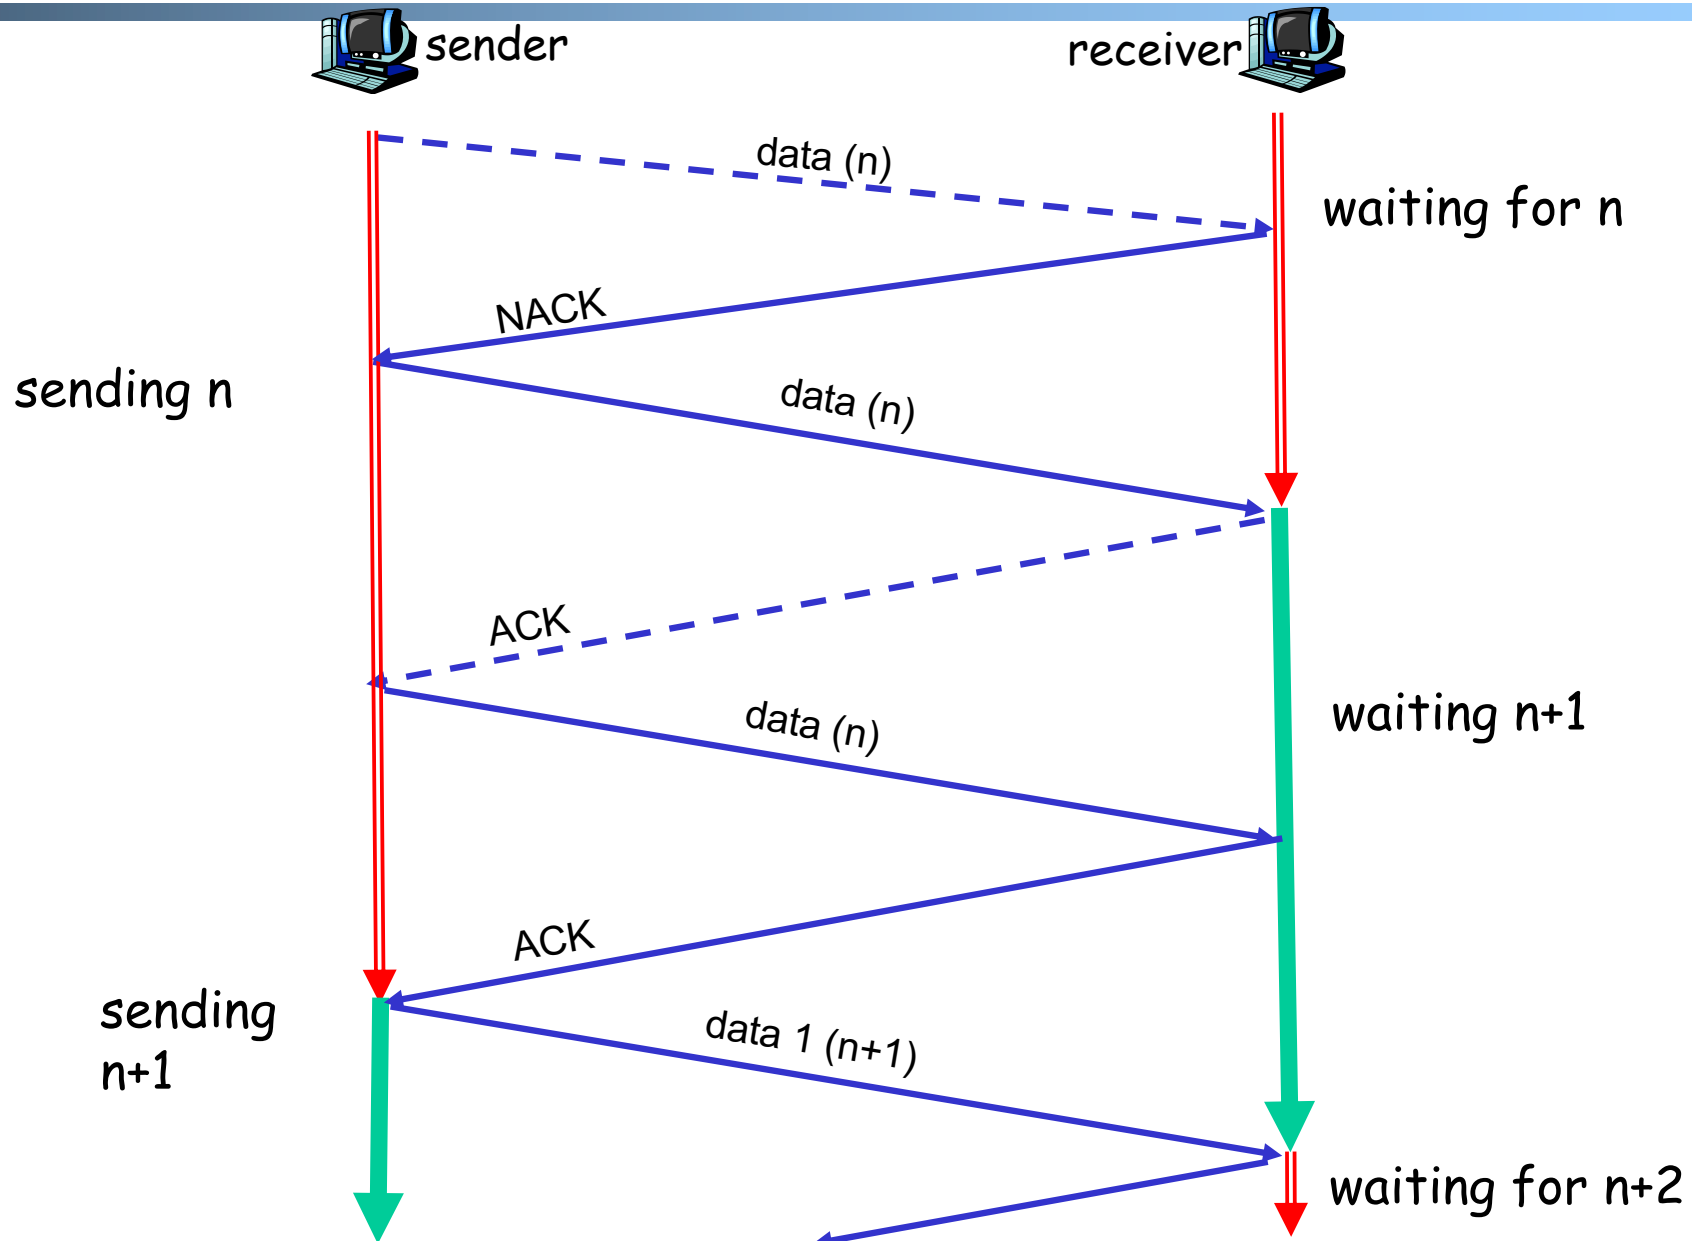 sender
receiver
data (n)
waiting for n
NACK
sending n
data (n)
ACK
waiting n+1
data (n)
ACK
sending
n+1
data 1 (n+1)
waiting for n+2